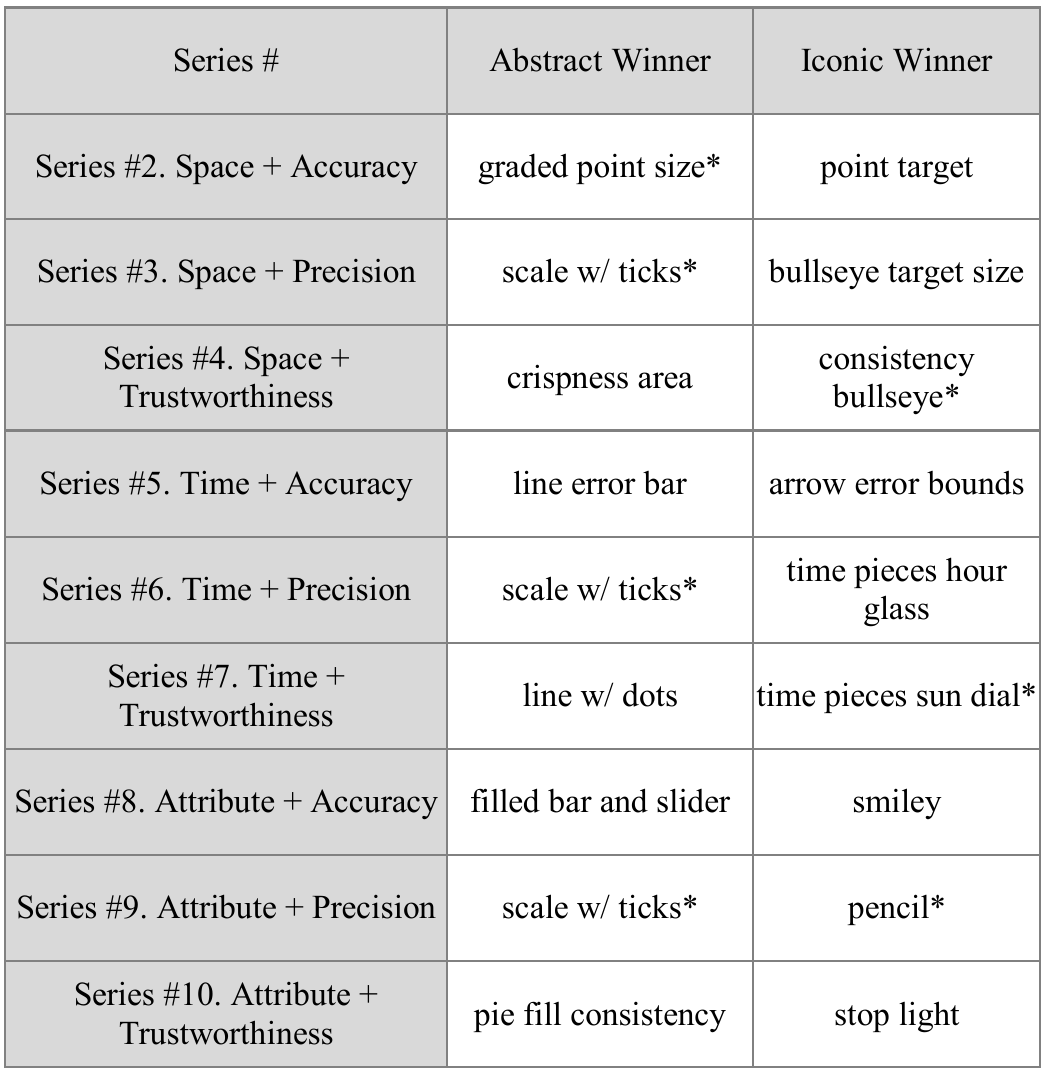 Series # Abstract Winner Iconic Winner
Series #2. Space + Accuracy graded point size* point target
Series #3. Space + Precision scale w/ ticks* bullseye target size
Series #4. Space +
Trustworthiness
crispness area
consistency
bullseye*
Series #5. Time + Accuracy line error bar arrow error bounds
Series #6. Time + Precision scale w/ ticks*
time pieces hour
glass
Series #7. Time +
Trustworthiness
line w/ dots time pieces sun dial*
Series #8. Attribute + Accuracy filled bar and slider smiley
Series #9. Attribute + Precision scale w/ ticks* pencil*
Series #10. Attribute +
Trustworthiness
pie fill consistency stop light